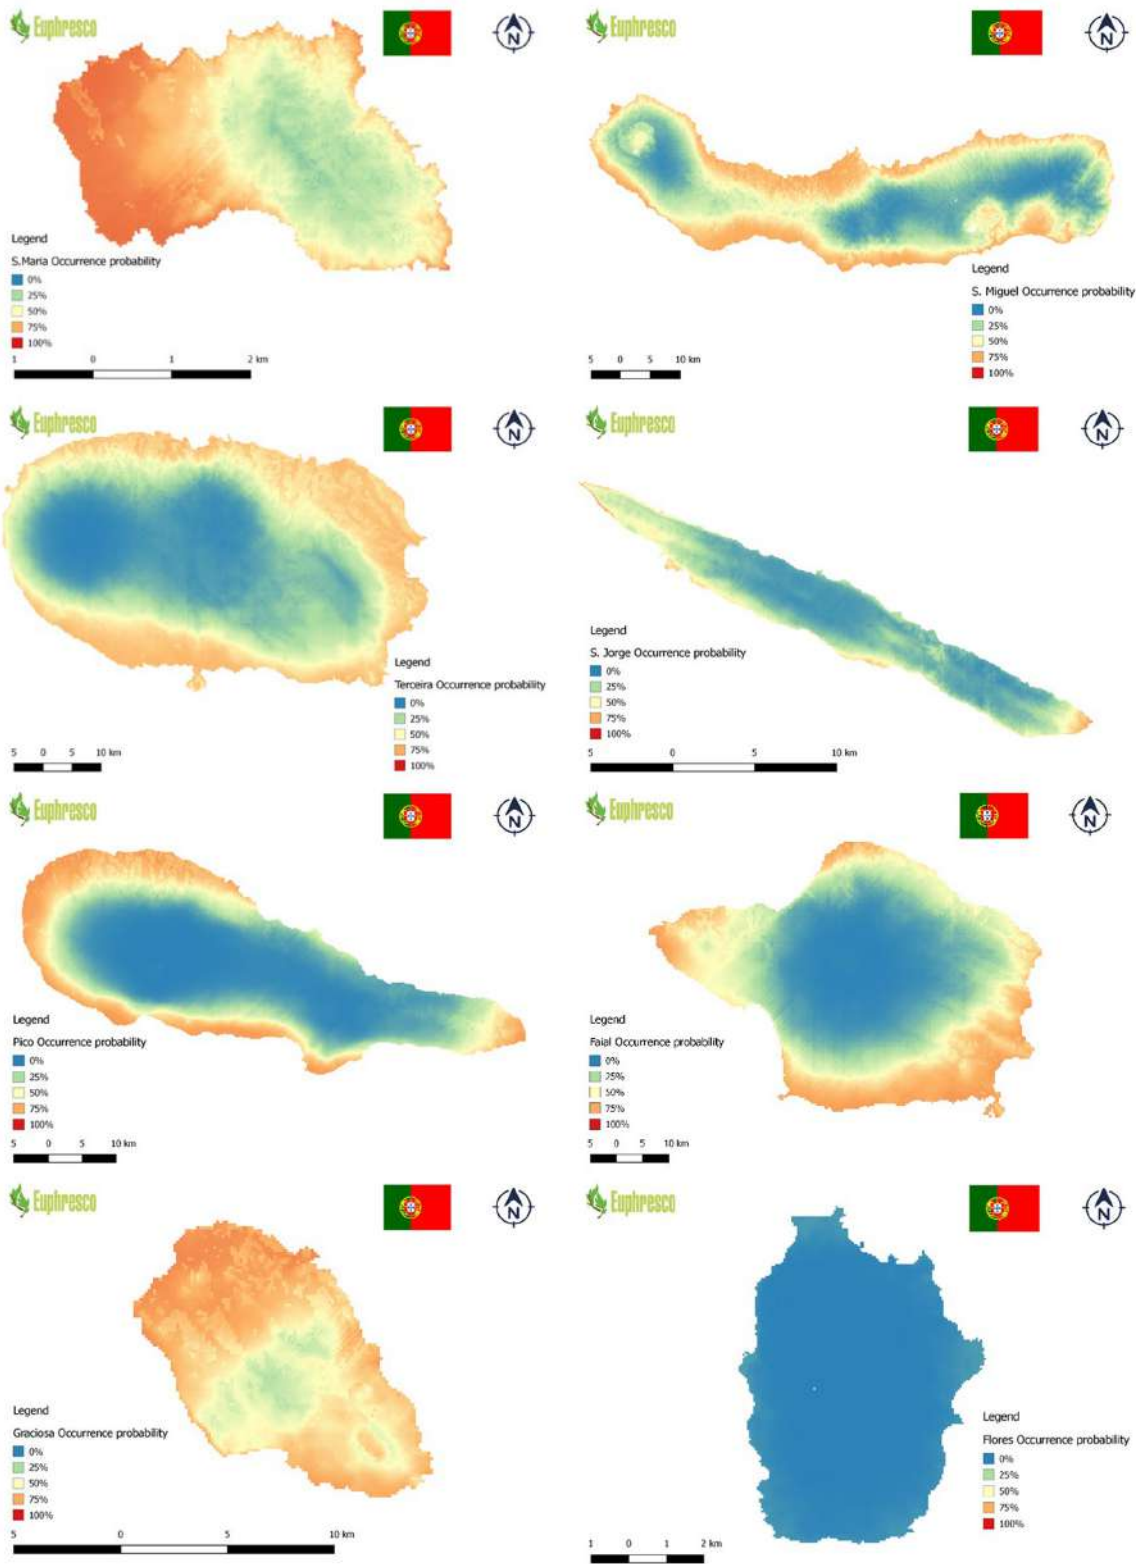 Euphresco
N
Legend
S.Maria Occurrence probability
0%
25%
50%
75%
100%
1 0 1 2 km
Euphresco
N
Legend
S. Miguel Occurrence probability
0%
25%
50%
75%
100%
5 0 5 10 km
Euphresco
N
Legend
Terceira Occurrence probability
0%
25%
50%
75%
100%
5 0 5 10 km
Euphresco
N
Legend
S. Jorge Occurrence probability
0%
25%
50%
75%
100%
5 0 5 10 km
Euphresco
N
Legend
Pico Occurrence probability
0%
25%
50%
75%
100%
5 0 5 10 km
Euphresco
N
Legend
Faial Occurrence probability
0%
25%
50%
75%
100%
5 0 5 10 km
Euphresco
N
Legend
Graciosa Occurrence probability
0%
25%
50%
75%
100%
5 0 5 10 km
Euphresco
N
Legend
Flores Occurrence probability
0%
25%
50%
75%
100%
1 0 1 2 km